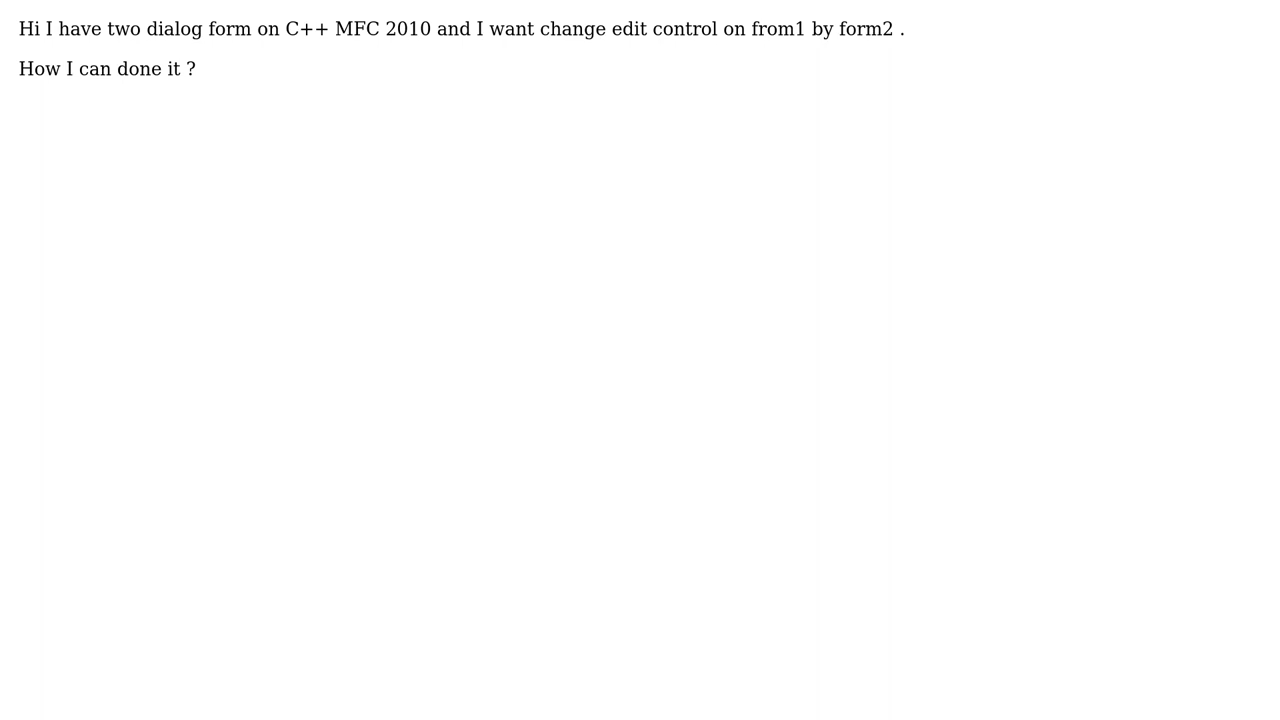 Hi I have two dialog form on C++ MFC 2010 and I want change edit control on from1 by form2 .
How I can done it ?